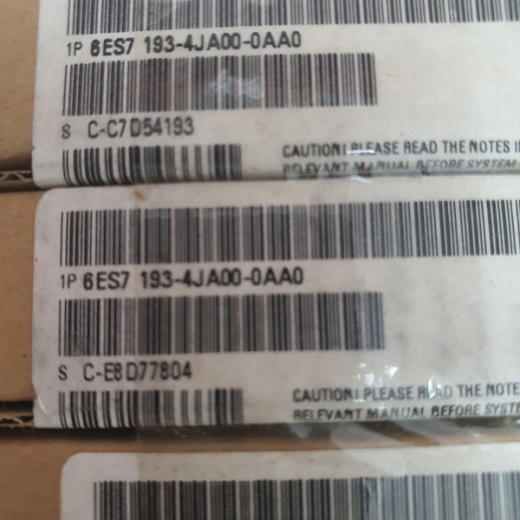 1P 6ES7 193-4JA00-0AA0
S C-C7D54193
CAUTION! PLEASE READ THE NOTES I
RELEVANT MANUAL BEFORE SYSTEM
1P 6ES7 193-4JA00-0AA0
S C-E8D77804
CAUTION! PLEASE READ THE NOTE
RELEVANT MANUAL BEFORE SYSTE